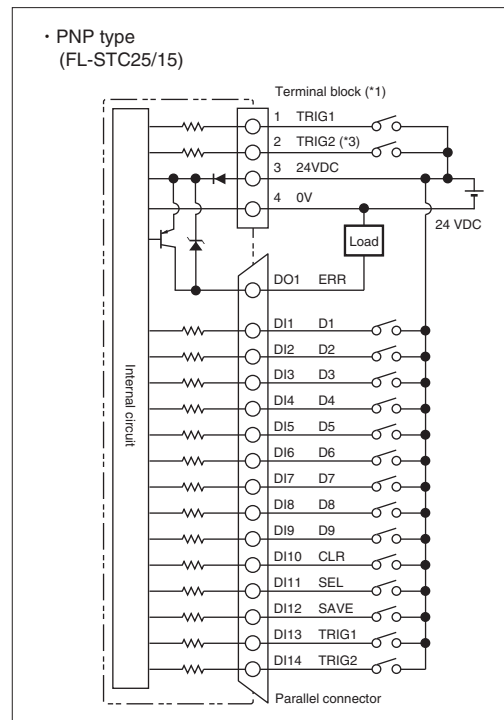 ・PNP type
(FL-STC25/15)
Terminal block (*1)
1 TRIG1
2 TRIG2 (*3)
3 24VDC
4 0V
24 VDC
Load
DO1 ERR
DI1 D1
DI2 D2
DI3 D3
DI4 D4
DI5 D5
DI6 D6
DI7 D7
DI8 D8
DI9 D9
DI10 CLR
DI11 SEL
DI12 SAVE
DI13 TRIG1
DI14 TRIG2
Internal circuit
Parallel connector